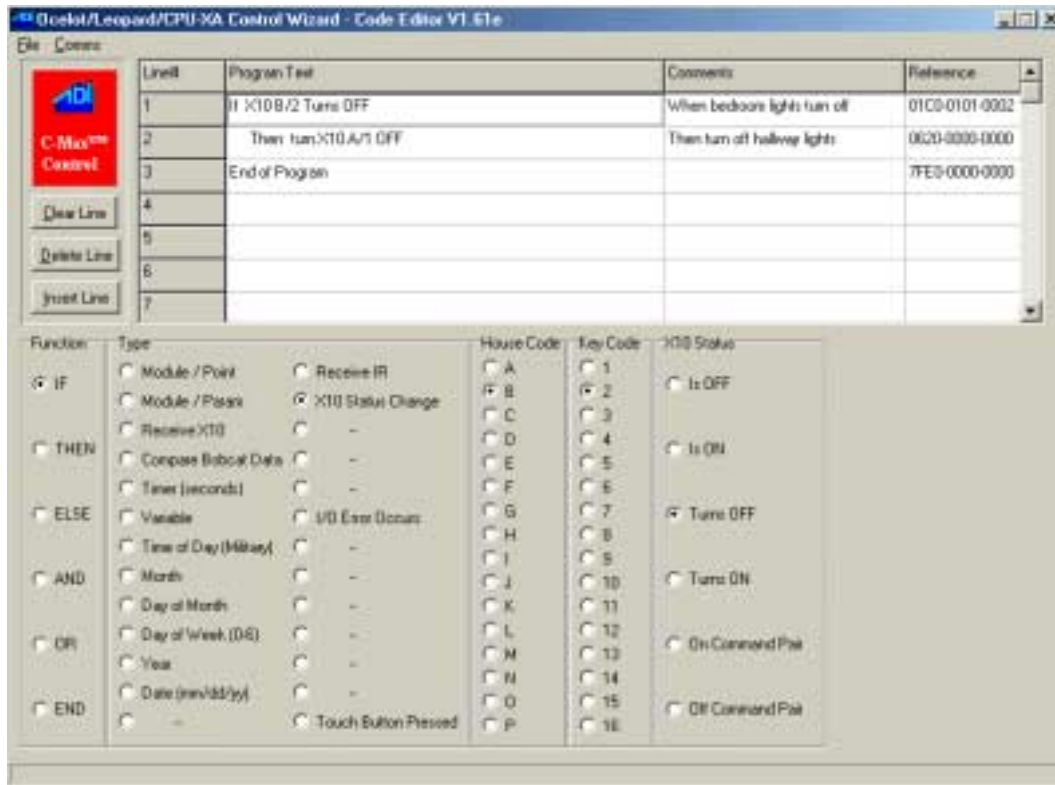 Ocelot/Leopard/CPU-XA Control Wizard - Code Editor V1.61e
File Comms
ADI
C-Max™
Control
Clear Line
Delete Line
Insert Line
Line# Program Text Comments Reference
1 If X10 B/2 Turns OFF When bedroom lights turn off 01C0-0101-0002
2 Then turn X10 A/1 OFF Then turn off hallway lights 0620-0000-0000
3 End of Program 7FE0-0000-0000
4
5
6
7
Function
IF
THEN
ELSE
AND
OR
END
Type
Module / Point
Module / Param
Receive X10
Compare Bobcat Data
Timer (seconds)
Variable
Time of Day (Military)
Month
Day of Month
Day of Week (0-6)
Year
Date (mm/dd/yy)
-
Receive IR
X10 Status Change
-
-
-
I/O Error Occurs
-
-
-
-
-
-
Touch Button Pressed
House Code
A
B
C
D
E
F
G
H
I
J
K
L
M
N
O
P
Key Code
1
2
3
4
5
6
7
8
9
10
11
12
13
14
15
16
X10 Status
Is OFF
Is ON
Turns OFF
Turns ON
On Command Pair
Off Command Pair